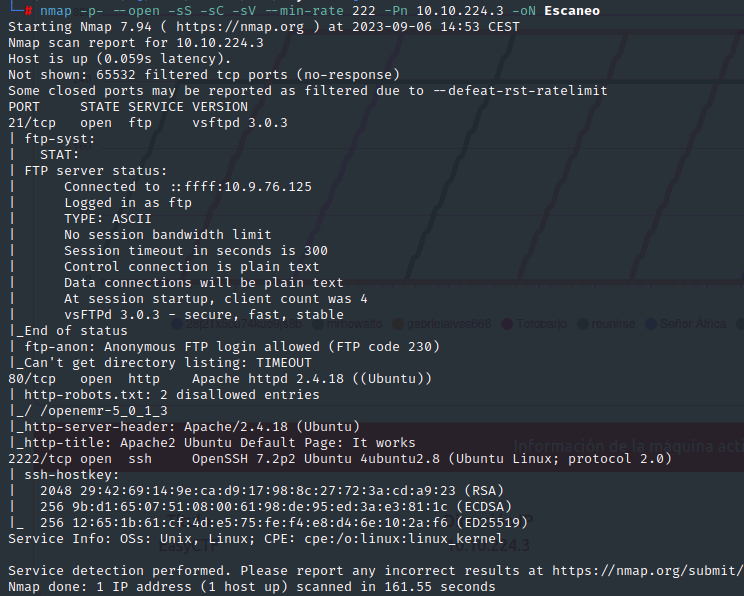 └─# nmap -p- --open -sS -sC -sV --min-rate 222 -Pn 10.10.224.3 -oN Escaneo
Starting Nmap 7.94 ( https://nmap.org ) at 2023-09-06 14:53 CEST
Nmap scan report for 10.10.224.3
Host is up (0.059s latency).
Not shown: 65532 filtered tcp ports (no-response)
Some closed ports may be reported as filtered due to --defeat-rst-ratelimit
PORT     STATE SERVICE VERSION
21/tcp   open  ftp     vsftpd 3.0.3
| ftp-syst:
|   STAT:
| FTP server status:
|      Connected to ::ffff:10.9.76.125
|      Logged in as ftp
|      TYPE: ASCII
|      No session bandwidth limit
|      Session timeout in seconds is 300
|      Control connection is plain text
|      Data connections will be plain text
|      At session startup, client count was 4
|      vsFTPd 3.0.3 - secure, fast, stable
|_End of status
| ftp-anon: Anonymous FTP login allowed (FTP code 230)
|_Can't get directory listing: TIMEOUT
80/tcp   open  http    Apache httpd 2.4.18 ((Ubuntu))
| http-robots.txt: 2 disallowed entries
|_/ /openemr-5_0_1_3
|_http-server-header: Apache/2.4.18 (Ubuntu)
|_http-title: Apache2 Ubuntu Default Page: It works
Información de la máquina acti
2222/tcp open  ssh     OpenSSH 7.2p2 Ubuntu 4ubuntu2.8 (Ubuntu Linux; protocol 2.0)
| ssh-hostkey:
|   2048 29:42:69:14:9e:ca:d9:17:98:8c:27:72:3a:cd:a9:23 (RSA)
|   256 9b:d1:65:07:51:08:00:61:98:de:95:ed:3a:e3:81:1c (ECDSA)
|_  256 12:65:1b:61:cf:4d:e5:75:fe:f4:e8:d4:6e:10:2a:f6 (ED25519)
Service Info: OSs: Unix, Linux; CPE: cpe:/o:linux:linux_kernel
EasyCTF 10.10.224.3
Service detection performed. Please report any incorrect results at https://nmap.org/submit/
Nmap done: 1 IP address (1 host up) scanned in 161.55 seconds